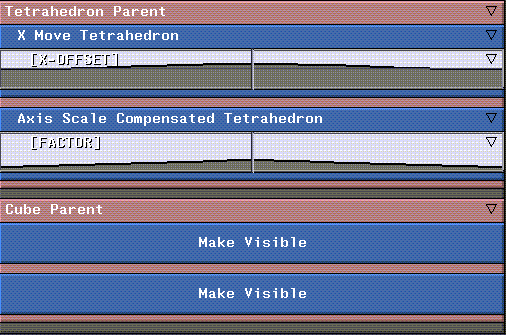 Tetrahedron Parent
X Move Tetrahedron
[X-OFFSET]
Axis Scale Compensated Tetrahedron
[FACTOR]
Cube Parent
Make Visible
Make Visible